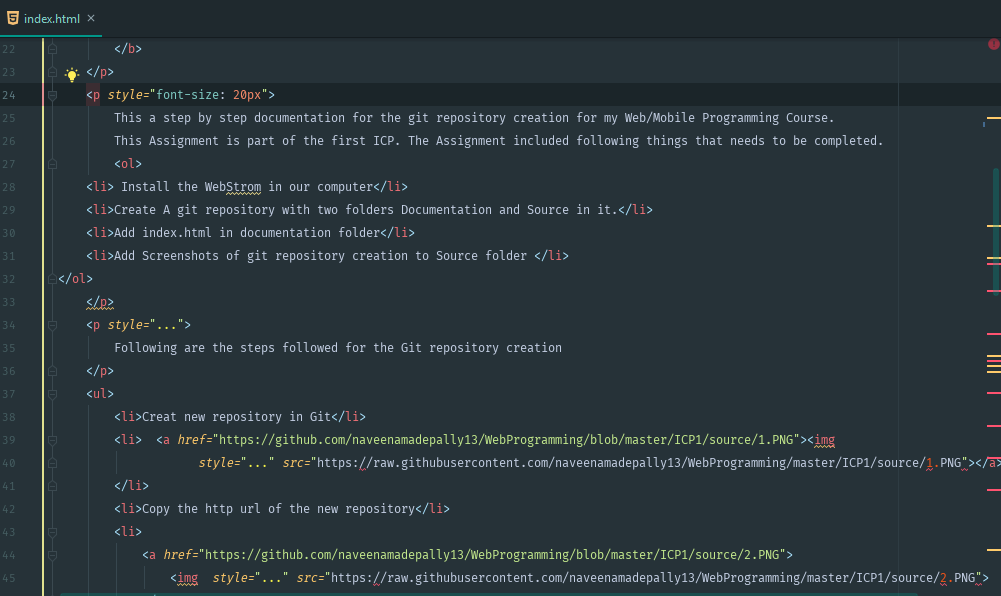 index.html ×
22 </b>
23 </p>
24 <p style="font-size: 20px">
25 This a step by step documentation for the git repository creation for my Web/Mobile Programming Course.
26 This Assignment is part of the first ICP. The Assignment included following things that needs to be completed.
27 <ol>
28 <li> Install the WebStrom in our computer</li>
29 <li>Create A git repository with two folders Documentation and Source in it.</li>
30 <li>Add index.html in documentation folder</li>
31 <li>Add Screenshots of git repository creation to Source folder </li>
32 </ol>
33 </p>
34 <p style="...">
35 Following are the steps followed for the Git repository creation
36 </p>
37 <ul>
38 <li>Creat new repository in Git</li>
39 <li> <a href="https://github.com/naveenamadepally13/WebProgramming/blob/master/ICP1/source/1.PNG"><img
40 style="..." src="https://raw.githubusercontent.com/naveenamadepally13/WebProgramming/master/ICP1/source/1.PNG"></a>
41 </li>
42 <li>Copy the http url of the new repository</li>
43 <li>
44 <a href="https://github.com/naveenamadepally13/WebProgramming/blob/master/ICP1/source/2.PNG">
45 <img style="..." src="https://raw.githubusercontent.com/naveenamadepally13/WebProgramming/master/ICP1/source/2.PNG">